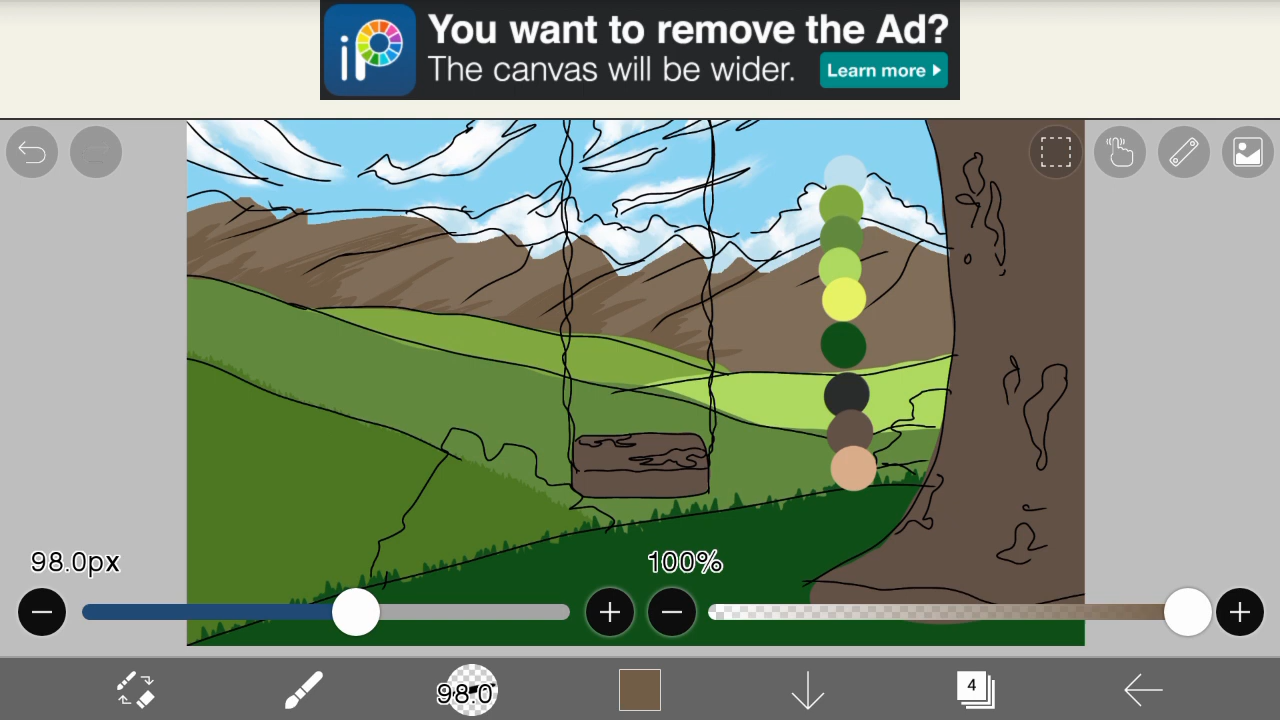 iP
You want to remove the Ad?
The canvas will be wider.
Learn more
98.0px
100%
98.0
4